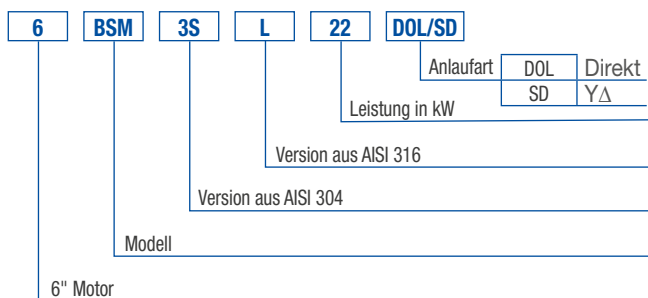 6 BSM 3S L 22 DOL/SD
Anlaufart DOL Direkt
SD YΔ
Leistung in kW
Version aus AISI 316
Version aus AISI 304
Modell
6" Motor